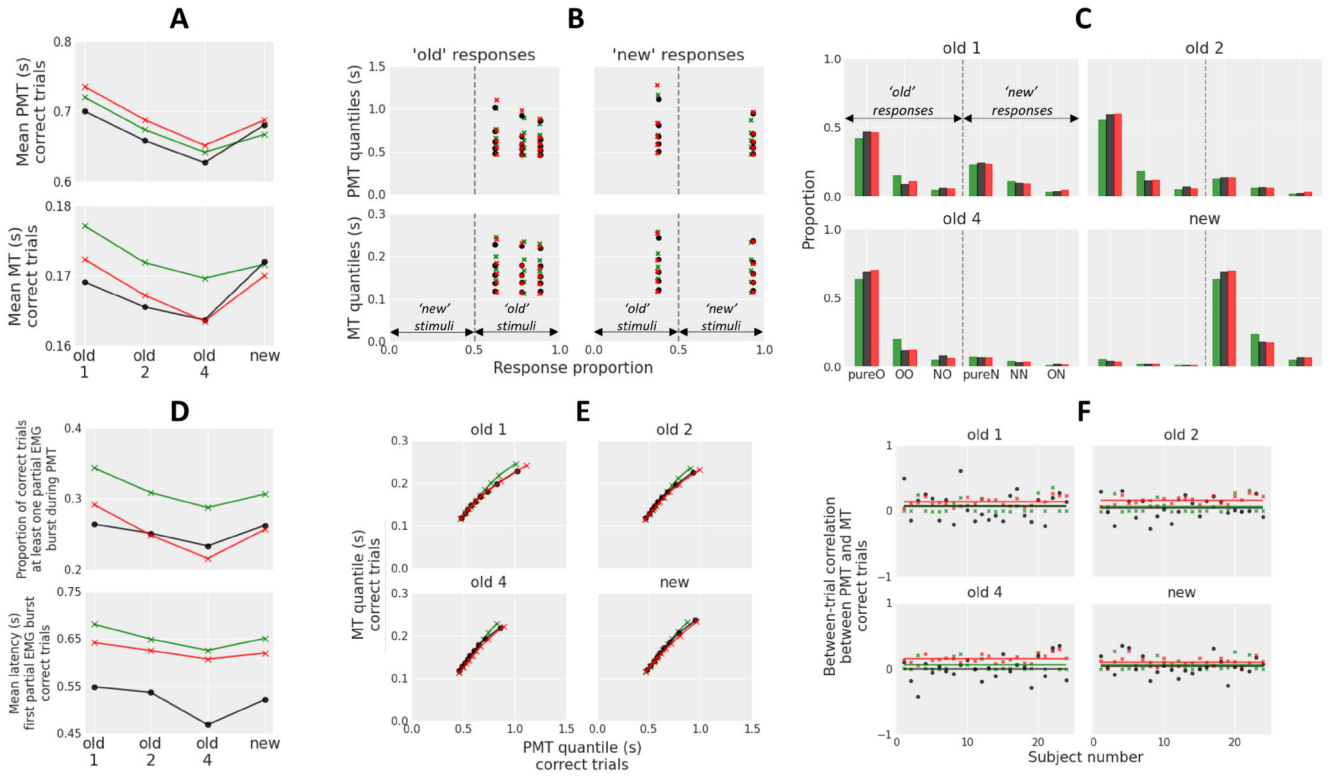 A
Mean PMT (s)
correct trials
0.8
0.7
0.6
Mean MT (s)
correct trials
0.18
0.17
0.16
old
1
old
2
old
4
new
B
'old' responses
'new' responses
PMT quantiles (s)
1.5
1.0
0.5
0.0
MT quantiles (s)
0.3
0.2
0.1
0.0
‘new’
stimuli
‘old’
stimuli
‘old’
stimuli
‘new’
stimuli
0.0
0.5
1.0
0.0
0.5
1.0
Response proportion
C
old 1
old 2
Proportion
1.0
0.5
0.0
‘old’
responses
‘new’
responses
old 4
new
1.0
0.5
0.0
pureO
OO
NO
pureN
NN
ON
D
Proportion of correct trials
at least one partial EMG
burst during PMT
0.4
0.3
0.2
Mean latency (s)
first partial EMG burst
correct trials
0.75
0.65
0.55
0.45
old
1
old
2
old
4
new
E
old 1
old 2
MT quantile (s)
correct trials
0.3
0.2
0.1
0.0
old 4
new
0.3
0.2
0.1
0.0
0.0
0.5
1.0
1.5
0.0
0.5
1.0
1.5
PMT quantile (s)
correct trials
F
old 1
old 2
Between-trial correlation
between PMT and MT
correct trials
1
0
−1
old 4
new
1
0
−1
0
10
20
0
10
20
Subject number